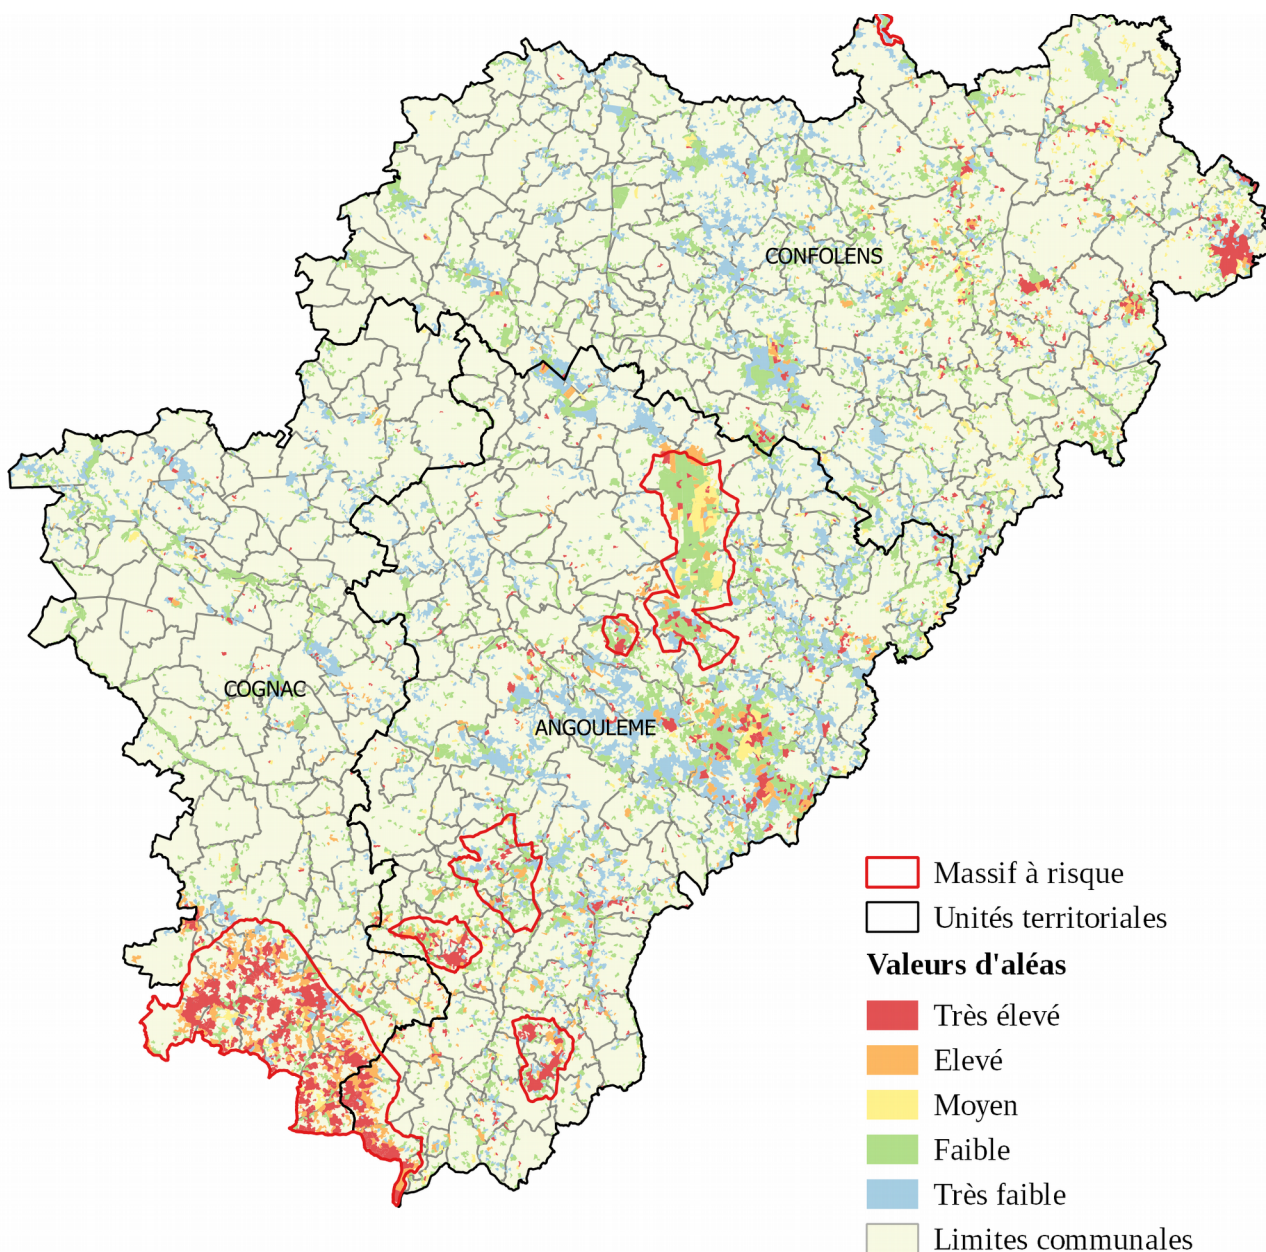 CONFOLENS
COGNAC
ANGOULEME
Massif à risque
Unités territoriales
Valeurs d'aléas
Très élevé
Elevé
Moyen
Faible
Très faible
Limites communales